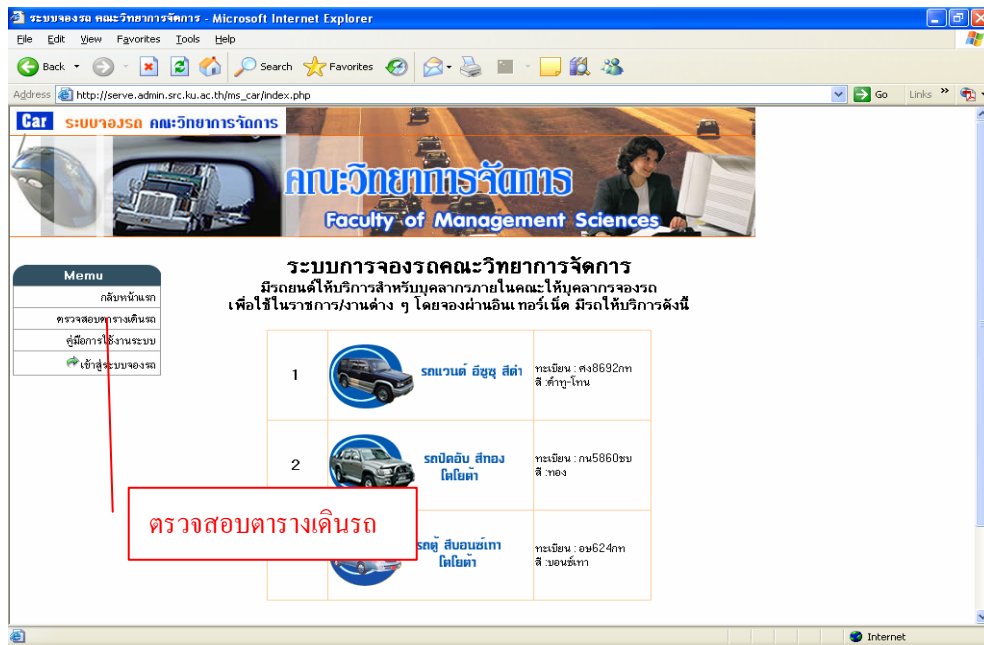 ระบบจองรถ คณะวิทยาการจัดการ - Microsoft Internet Explorer
File Edit View Favorites Tools Help
Back Search Favorites
Address http://serve.admin.src.ku.ac.th/ms_car/index.php Go Links »
Car ระบบจองรถ คณะวิทยาการจัดการ
คณะวิทยาการจัดการ
Faculty of Management Sciences
Memu
กลับหน้าแรก
ตรวจสอบตารางเดินรถ
คู่มือการใช้งานระบบ
เข้าสู่ระบบจองรถ
ระบบการจองรถคณะวิทยาการจัดการ
มีรถยนต์ให้บริการสำหรับบุคลากรภายในคณะให้บุคลากรจองรถ
เพื่อใช้ในราชการ/งานต่าง ๆ โดยจองผ่านอินเทอร์เน็ต มีรถให้บริการดังนี้
1 รถแวนด์ อีซูซุ สีดำ
ทะเบียน : ศง8692กท
สี :ดำทู-โทน
2 รถปิดอัป สีทอง
โตโยต้า
ทะเบียน : กน5860ชบ
สี :ทอง
รถตู้ สีบอนซ์เทา
โตโยต้า
ทะเบียน : อษ624กท
สี :บอนซ์เทา
ตรวจสอบตารางเดินรถ
Internet